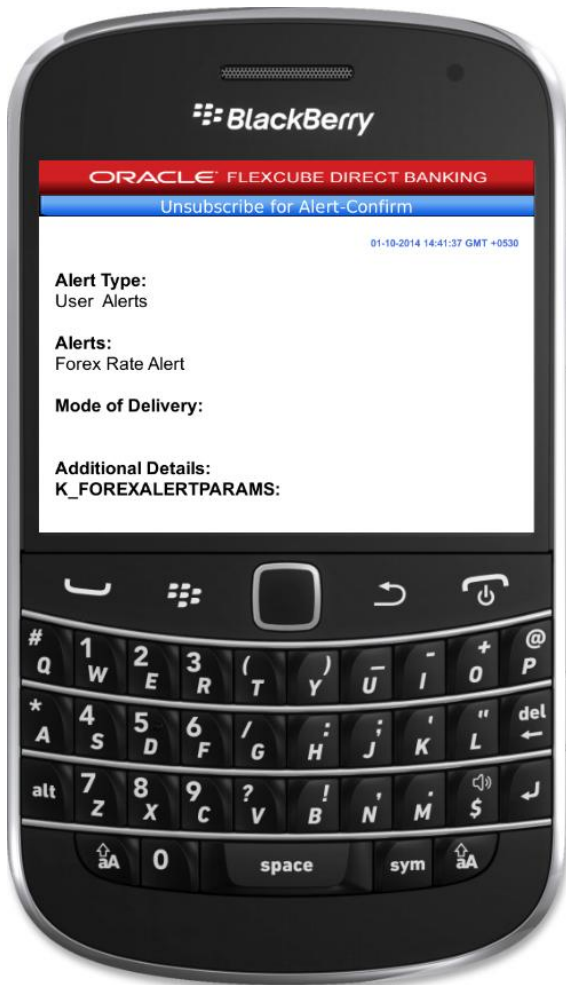 BlackBerry
ORACLE FLEXCUBE DIRECT BANKING
Unsubscribe for Alert-Confirm
01-10-2014 14:41:37 GMT +0530
Alert Type:
User Alerts
Alerts:
Forex Rate Alert
Mode of Delivery:
Additional Details:
K_FOREXALERTPARAMS:
# 1 2 3 ( ) _ - + @
Q W E R T Y U I O P
* 4 5 6 / : ; ' " del
A S D F G H J K L
alt 7 8 9 ? ! , .
Z X C V B N M $
aA 0 space sym aA